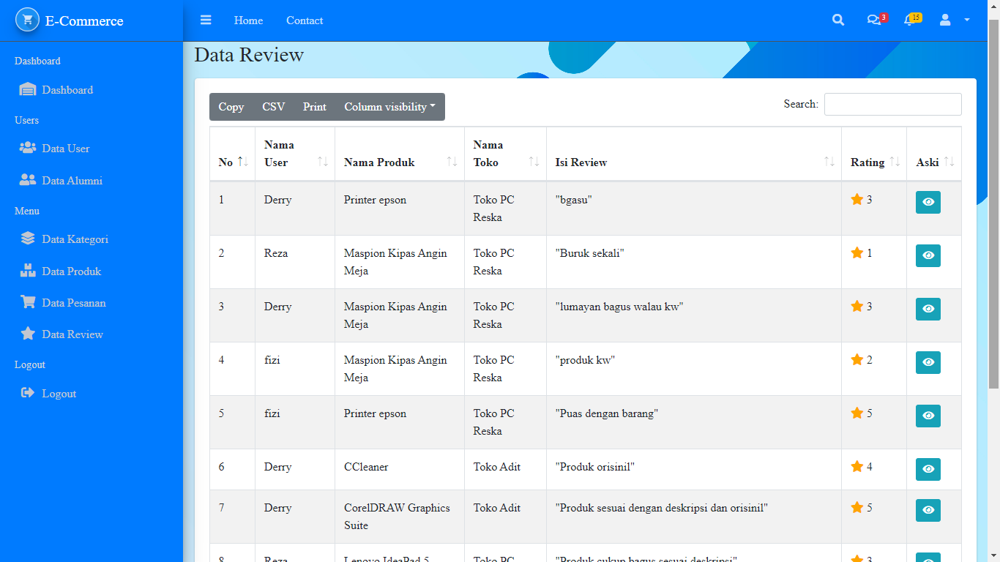 E-Commerce
Home Contact 3 15
Dashboard
Dashboard
Users
Data User
Data Alumni
Menu
Data Kategori
Data Produk
Data Pesanan
Data Review
Logout
Logout
Data Review
Copy CSV Print Column visibility
Search:
No Nama User Nama Produk Nama Toko Isi Review Rating Aski
1 Derry Printer epson Toko PC Reska "bgasu" 3
2 Reza Maspion Kipas Angin Meja Toko PC Reska "Buruk sekali" 1
3 Derry Maspion Kipas Angin Meja Toko PC Reska "lumayan bagus walau kw" 3
4 fizi Maspion Kipas Angin Meja Toko PC Reska "produk kw" 2
5 fizi Printer epson Toko PC Reska "Puas dengan barang" 5
6 Derry CCleaner Toko Adit "Produk orisinil" 4
7 Derry CorelDRAW Graphics Suite Toko Adit "Produk sesuai dengan deskripsi dan orisinil" 5
8 Reza Lenovo IdeaPad 5 Toko PC "Produk cukup bagus sesuai deskripsi" 3